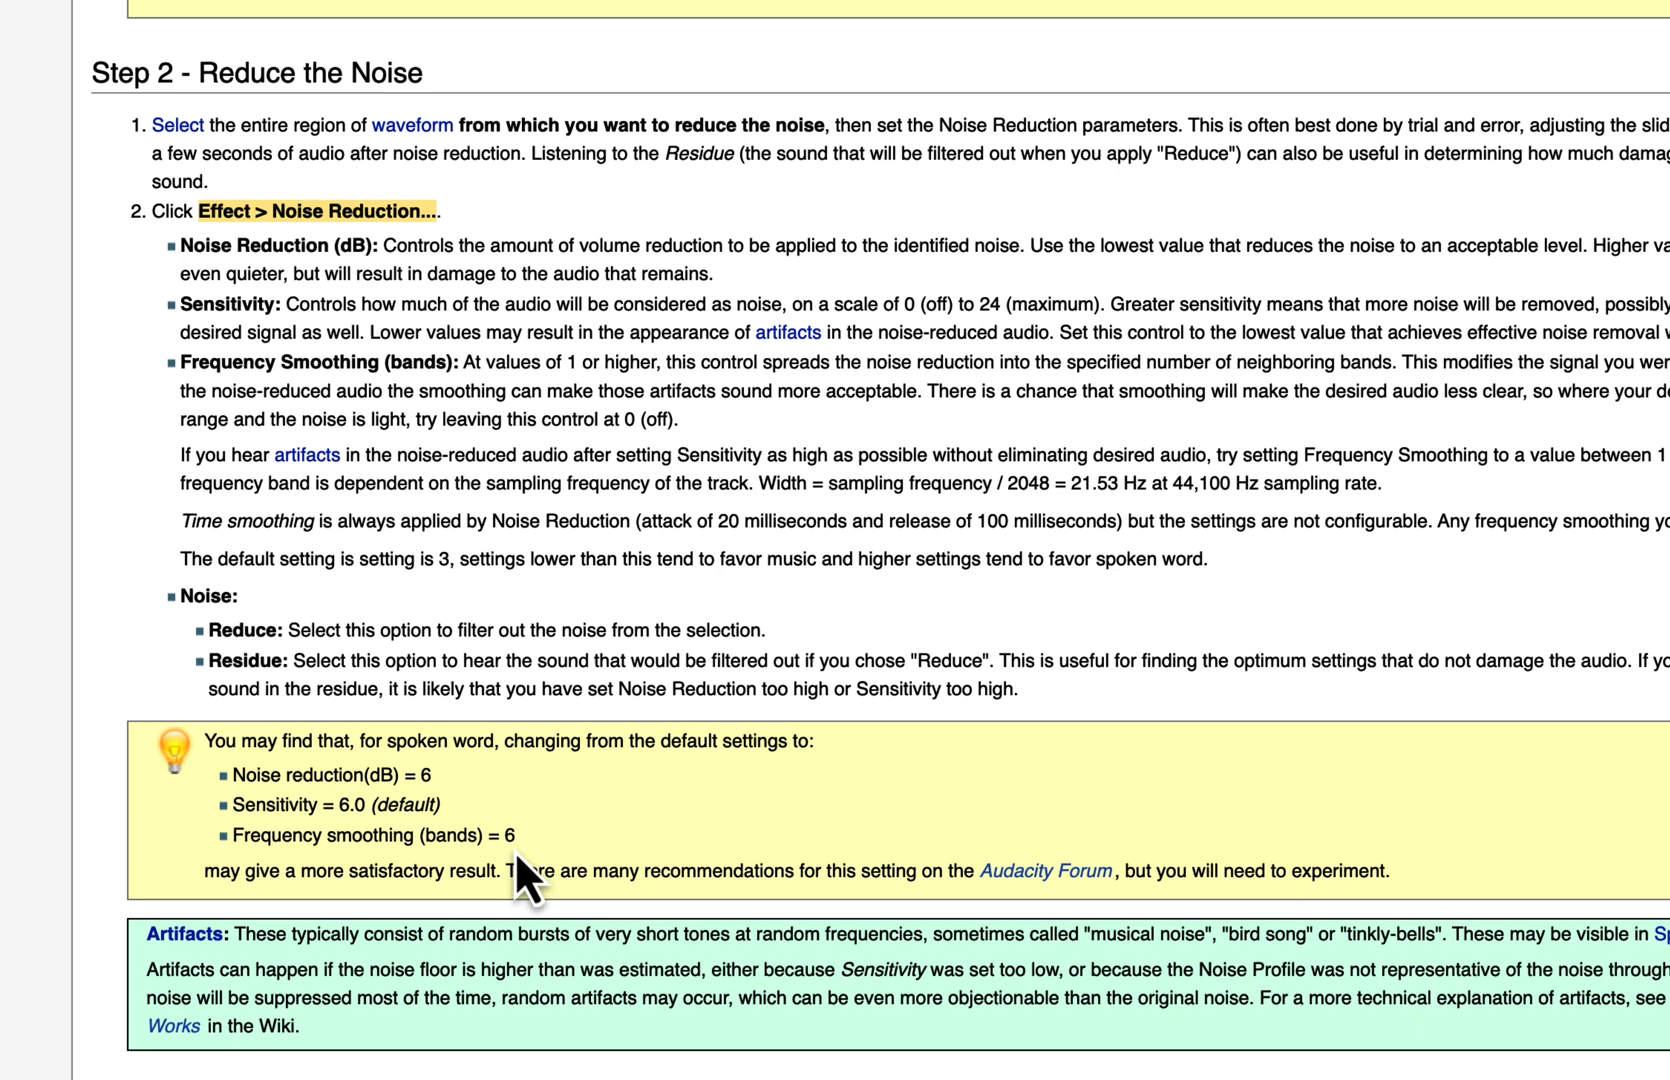 Step 2 - Reduce the Noise
1. Select the entire region of waveform from which you want to reduce the noise, then set the Noise Reduction parameters. This is often best done by trial and error, adjusting the
a few seconds of audio after noise reduction. Listening to the Residue (the sound that will be filtered out when you apply "Reduce") can also be useful in determining how much
sound.
2. Click Effect > Noise Reduction....
Noise Reduction (dB): Controls the amount of volume reduction to be applied to the identified noise. Use the lowest value that reduces the noise to an acceptable level. Higher
even quieter, but will result in damage to the audio that remains.
Sensitivity: Controls how much of the audio will be considered as noise, on a scale of 0 (off) to 24 (maximum). Greater sensitivity means that more noise will be removed, possibly
desired signal as well. Lower values may result in the appearance of artifacts in the noise-reduced audio. Set this control to the lowest value that achieves effective noise removal
Frequency Smoothing (bands): At values of 1 or higher, this control spreads the noise reduction into the specified number of neighboring bands. This modifies the signal you
the noise-reduced audio the smoothing can make those artifacts sound more acceptable. There is a chance that smoothing will make the desired audio less clear, so where your
range and the noise is light, try leaving this control at 0 (off).
If you hear artifacts in the noise-reduced audio after setting Sensitivity as high as possible without eliminating desired audio, try setting Frequency Smoothing to a value between 1
frequency band is dependent on the sampling frequency of the track. Width = sampling frequency / 2048 = 21.53 Hz at 44,100 Hz sampling rate.
Time smoothing is always applied by Noise Reduction (attack of 20 milliseconds and release of 100 milliseconds) but the settings are not configurable. Any frequency smoothing
The default setting is setting is 3, settings lower than this tend to favor music and higher settings tend to favor spoken word.
Noise:
Reduce: Select this option to filter out the noise from the selection.
Residue: Select this option to hear the sound that would be filtered out if you chose "Reduce". This is useful for finding the optimum settings that do not damage the audio. If
sound in the residue, it is likely that you have set Noise Reduction too high or Sensitivity too high.
You may find that, for spoken word, changing from the default settings to:
Noise reduction(dB) = 6
Sensitivity = 6.0 (default)
Frequency smoothing (bands) = 6
may give a more satisfactory result. There are many recommendations for this setting on the Audacity Forum, but you will need to experiment.
Artifacts: These typically consist of random bursts of very short tones at random frequencies, sometimes called "musical noise", "bird song" or "tinkly-bells". These may be visible in
Artifacts can happen if the noise floor is higher than was estimated, either because Sensitivity was set too low, or because the Noise Profile was not representative of the noise
noise will be suppressed most of the time, random artifacts may occur, which can be even more objectionable than the original noise. For a more technical explanation of artifacts, see
Works in the Wiki.